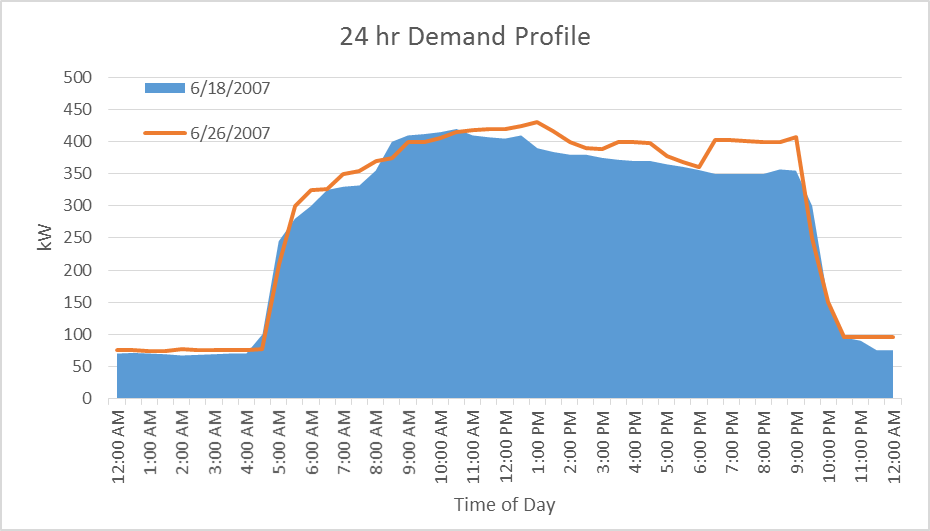 24 hr Demand Profile
500
450
400
350
300
250
200
150
100
50
0
kW
6/18/2007
6/26/2007
12:00 AM
1:00 AM
2:00 AM
3:00 AM
4:00 AM
5:00 AM
6:00 AM
7:00 AM
8:00 AM
9:00 AM
10:00 AM
11:00 AM
12:00 PM
1:00 PM
2:00 PM
3:00 PM
4:00 PM
5:00 PM
6:00 PM
7:00 PM
8:00 PM
9:00 PM
10:00 PM
11:00 PM
12:00 AM
Time of Day